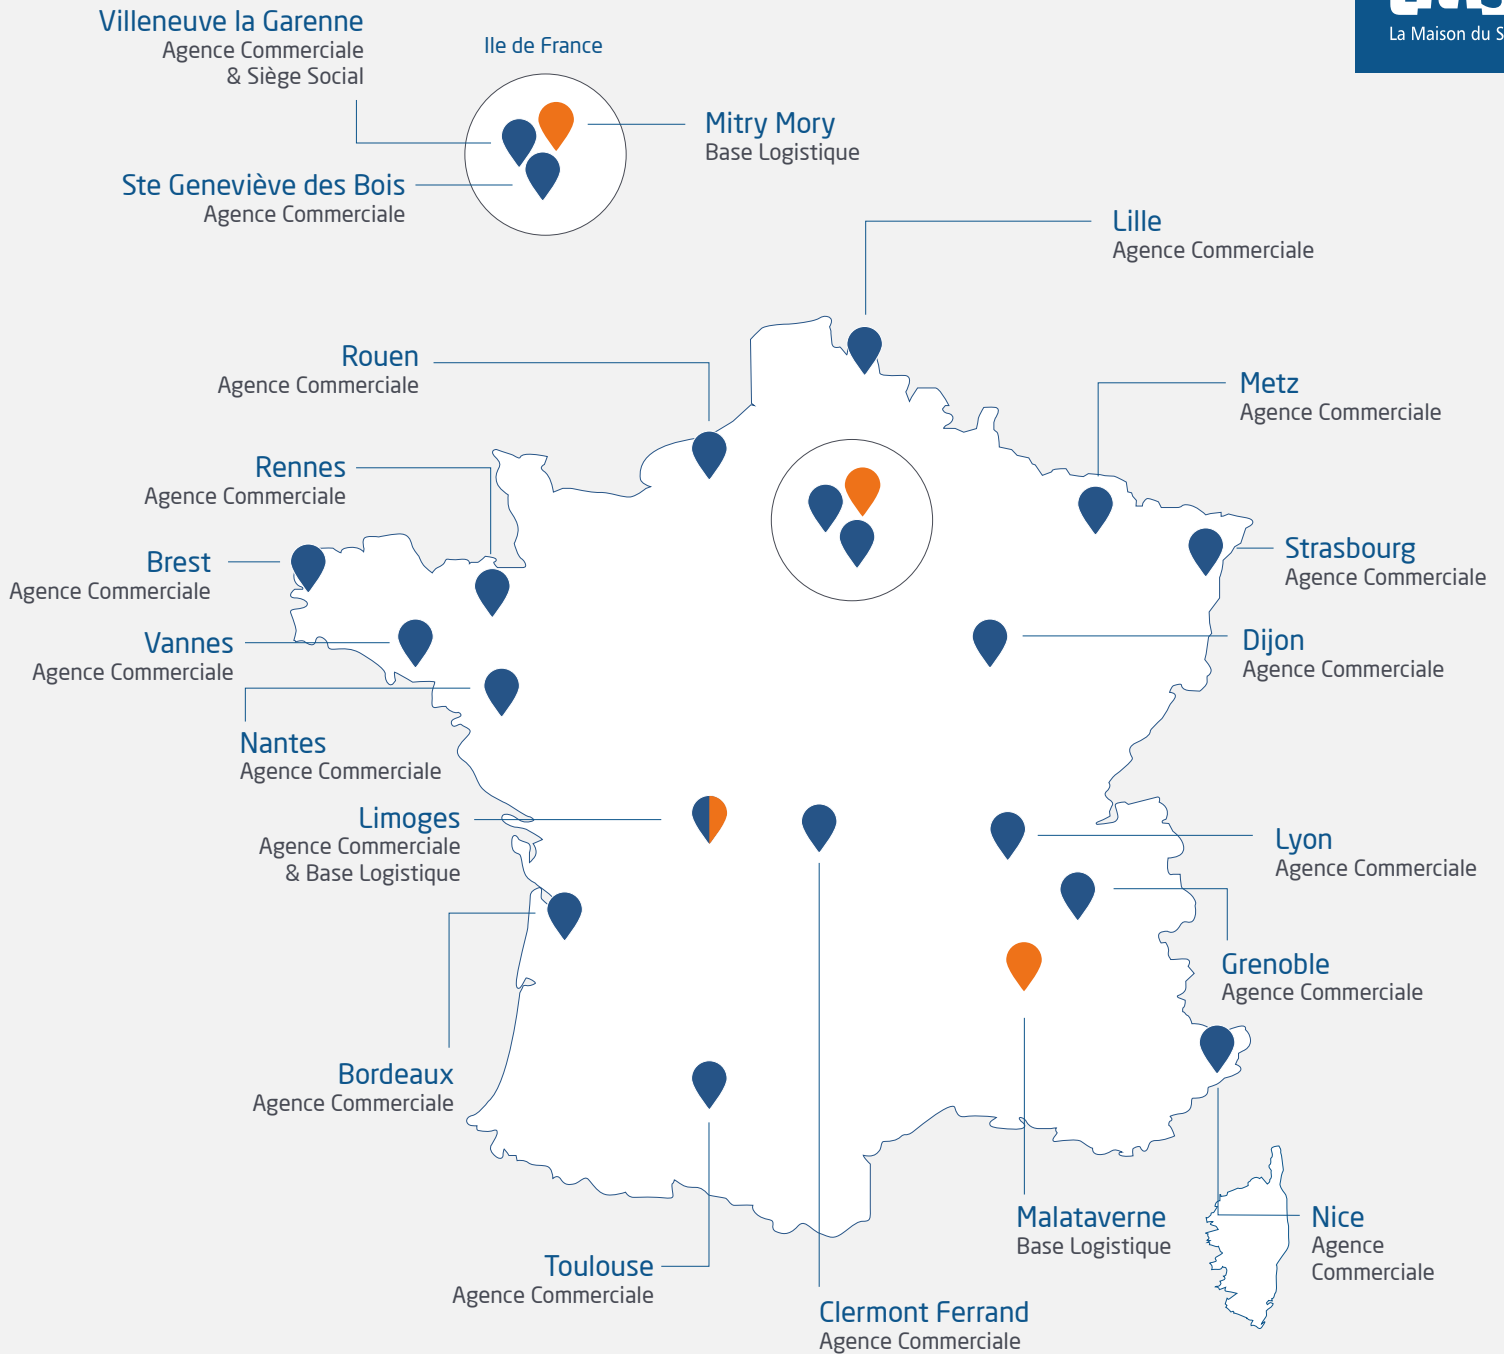 Villeneuve la Garenne
Agence Commerciale
& Siège Social
Ile de France
La Maison du S
Mitry Mory
Base Logistique
Ste Geneviève des Bois
Agence Commerciale
Lille
Agence Commerciale
Rouen
Agence Commerciale
Metz
Agence Commerciale
Rennes
Agence Commerciale
Brest
Agence Commerciale
Strasbourg
Agence Commerciale
Vannes
Agence Commerciale
Dijon
Agence Commerciale
Nantes
Agence Commerciale
Limoges
Agence Commerciale
& Base Logistique
Lyon
Agence Commerciale
Grenoble
Agence Commerciale
Bordeaux
Agence Commerciale
Malataverne
Base Logistique
Nice
Agence
Commerciale
Toulouse
Agence Commerciale
Clermont Ferrand
Agence Commerciale